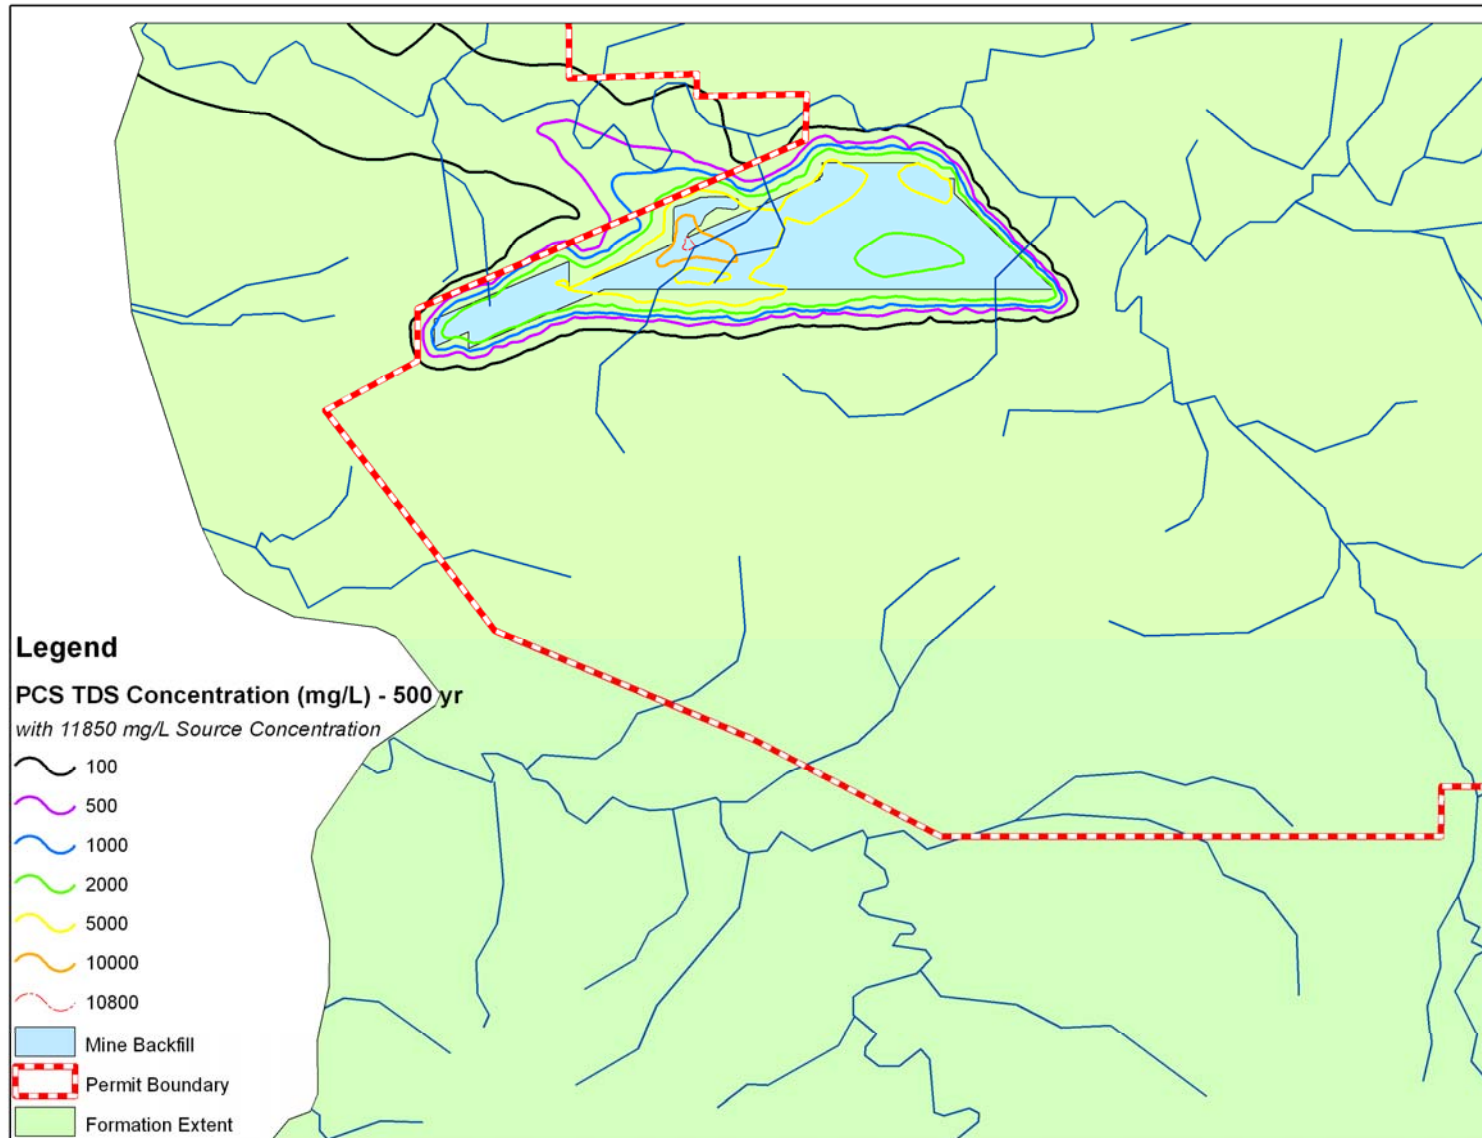 Legend
PCS TDS Concentration (mg/L) - 500 yr
with 11850 mg/L Source Concentration
100
500
1000
2000
5000
10000
10800
Mine Backfill
Permit Boundary
Formation Extent